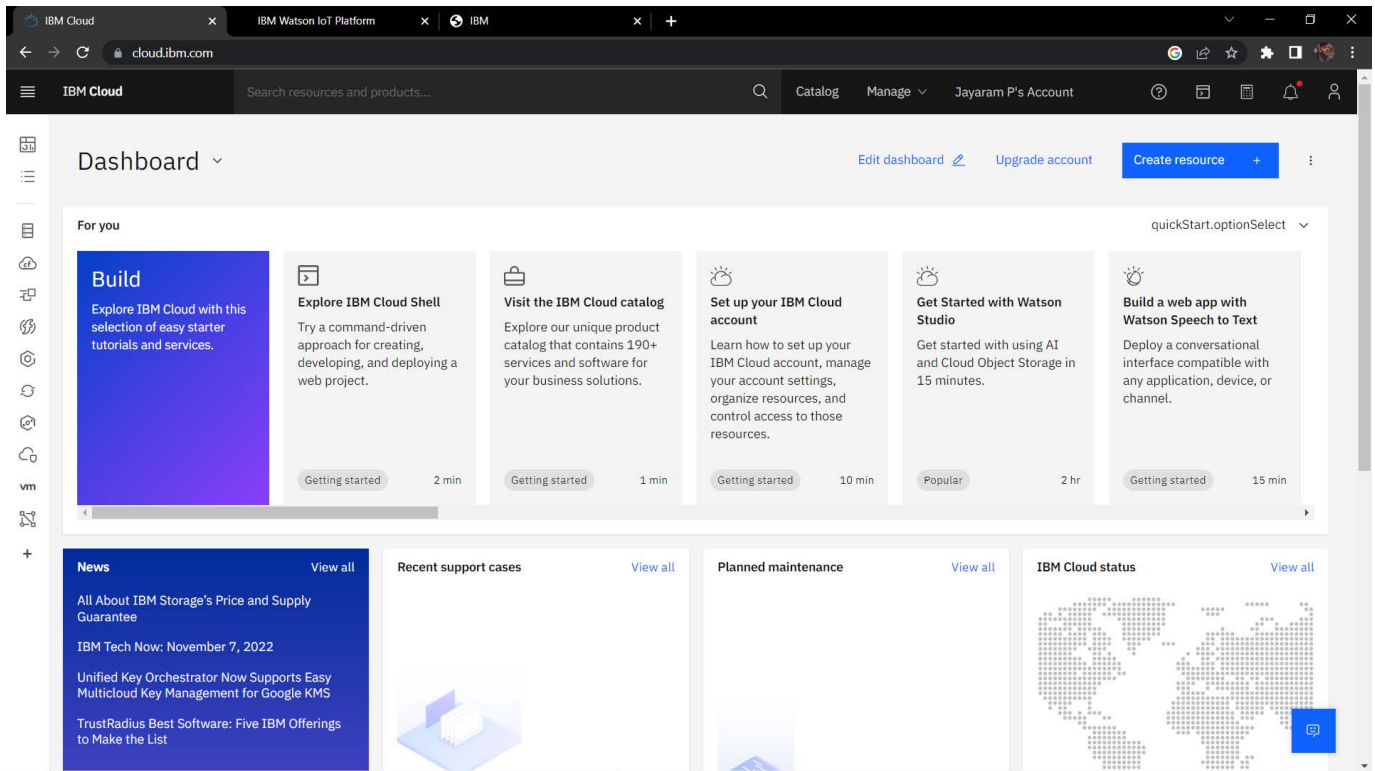 IBM Cloud
IBM Watson IoT Platform
IBM
cloud.ibm.com
IBM Cloud
Search resources and products...
Catalog
Manage
Jayaram P's Account
Dashboard
Edit dashboard
Upgrade account
Create resource +
For you
quickStart.optionSelect
Build
Explore IBM Cloud with this
selection of easy starter
tutorials and services.
Explore IBM Cloud Shell
Try a command-driven
approach for creating,
developing, and deploying a
web project.
Getting started
2 min
Visit the IBM Cloud catalog
Explore our unique product
catalog that contains 190+
services and software for
your business solutions.
Getting started
1 min
Set up your IBM Cloud
account
Learn how to set up your
IBM Cloud account, manage
your account settings,
organize resources, and
control access to those
resources.
Getting started
10 min
Get Started with Watson
Studio
Get started with using AI
and Cloud Object Storage in
15 minutes.
Popular
2 hr
Build a web app with
Watson Speech to Text
Deploy a conversational
interface compatible with
any application, device, or
channel.
Getting started
15 min
vm
News
View all
All About IBM Storage's Price and Supply
Guarantee
IBM Tech Now: November 7, 2022
Unified Key Orchestrator Now Supports Easy
Multicloud Key Management for Google KMS
TrustRadius Best Software: Five IBM Offerings
to Make the List
Recent support cases
View all
Planned maintenance
View all
IBM Cloud status
View all